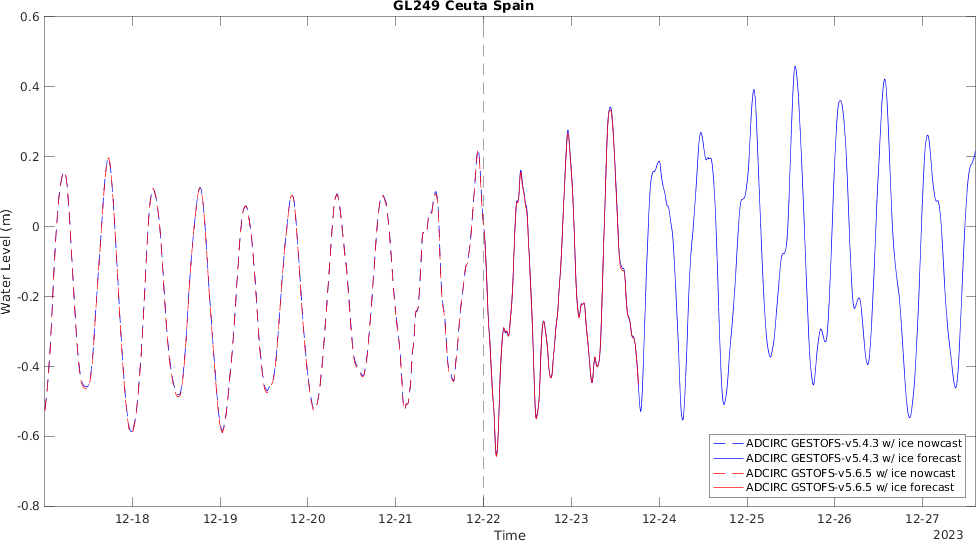 GL249 Ceuta Spain
0.6
0.4
0.2
0
-0.2
-0.4
-0.6
-0.8
Water Level (m)
12-18
12-19
12-20
12-21
12-22
12-23
12-24
12-25
12-26
12-27
Time
2023
ADCIRC GESTOFS-v5.4.3 w/ ice nowcast
ADCIRC GESTOFS-v5.4.3 w/ ice forecast
ADCIRC GSTOFS-v5.6.5 w/ ice nowcast
ADCIRC GSTOFS-v5.6.5 w/ ice forecast